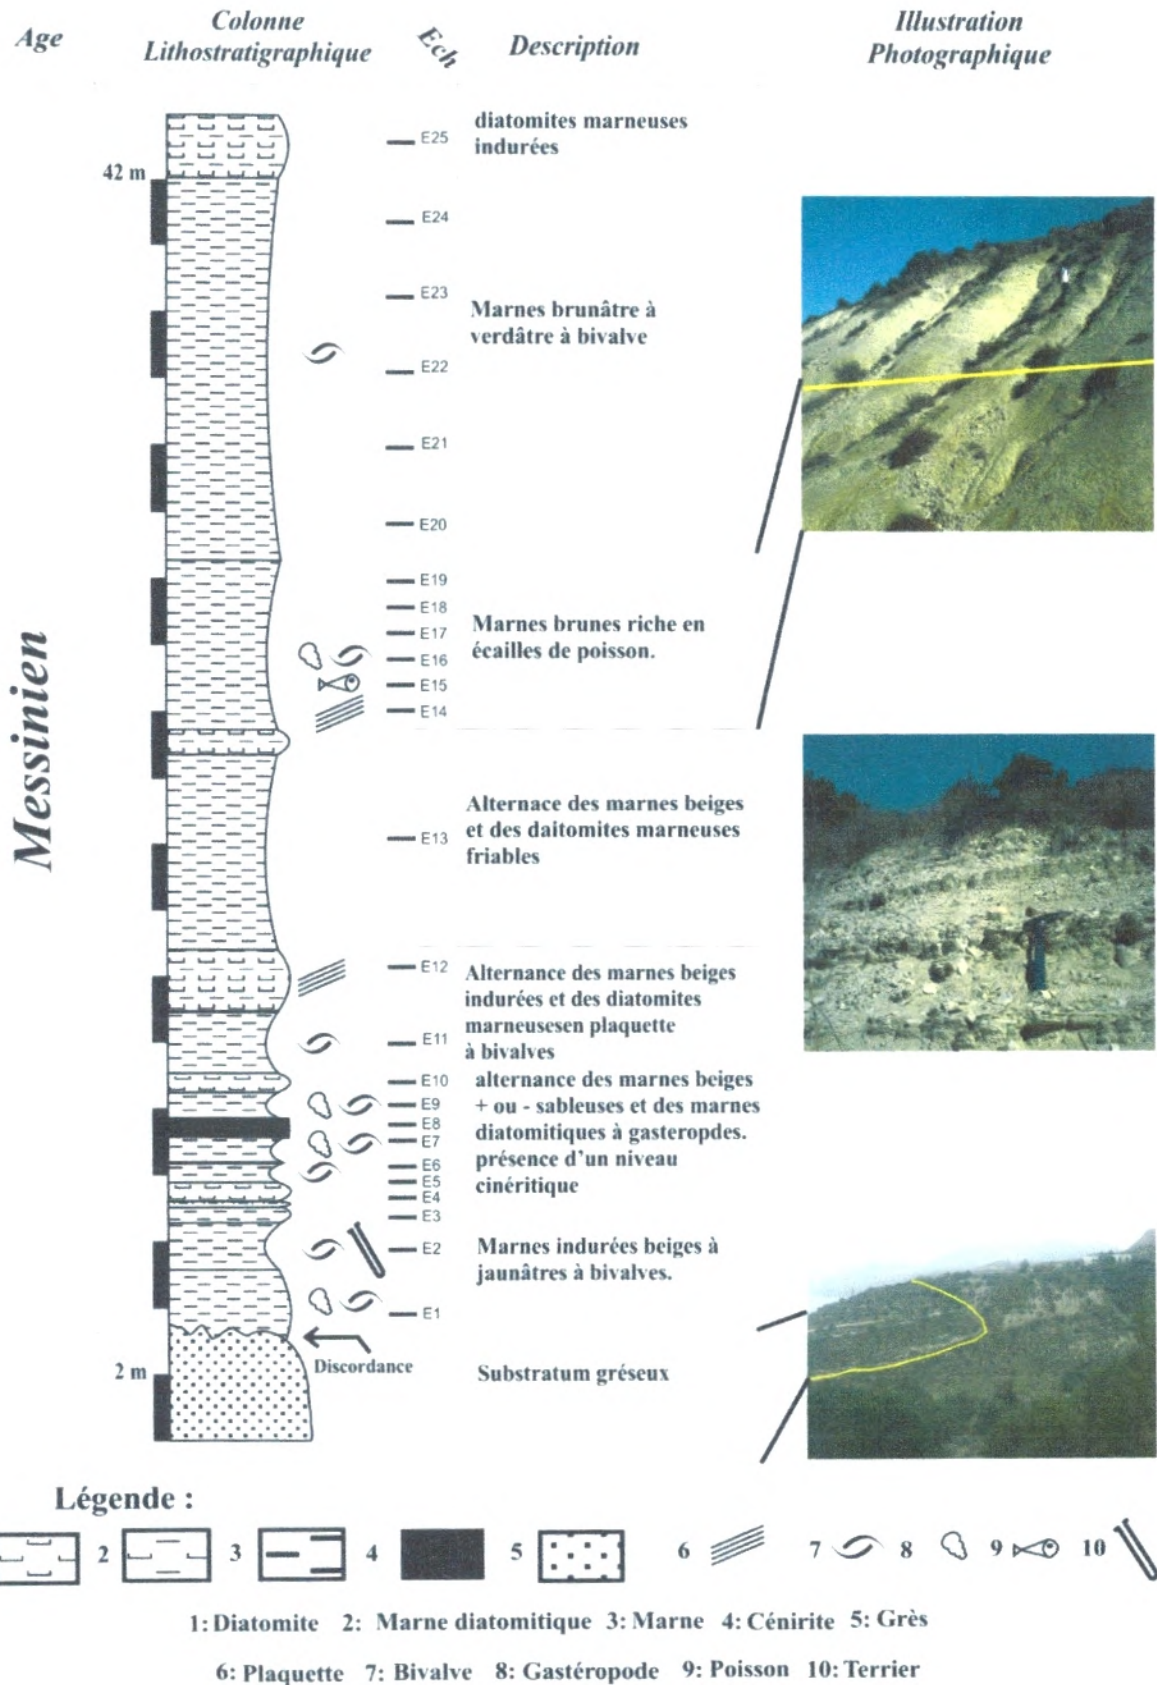 Age
Colonne
Lithostratigraphique
Ech
Description
Illustration
Photographique
Messinien
42 m
2 m
E25
E24
E23
E22
E21
E20
E19
E18
E17
E16
E15
E14
E13
E12
E11
E10
E9
E8
E7
E6
E5
E4
E3
E2
E1
Discordance
diatomites marneuses
indurées
Marnes brunâtre à
verdâtre à bivalve
Marnes brunes riche en
écailles de poisson.
Alternace des marnes beiges
et des daitomites marneuses
friables
Alternance des marnes beiges
indurées et des diatomites
marneusesen plaquette
à bivalves
alternance des marnes beiges
+ ou - sableuses et des marnes
diatomitiques à gasteropdes.
présence d'un niveau
cinéritique
Marnes indurées beiges à
jaunâtres à bivalves.
Substratum gréseux
Légende :
2 3 4 5 6 7 8 9 10
1: Diatomite 2: Marne diatomitique 3: Marne 4: Cénirite 5: Grès
6: Plaquette 7: Bivalve 8: Gastéropode 9: Poisson 10: Terrier